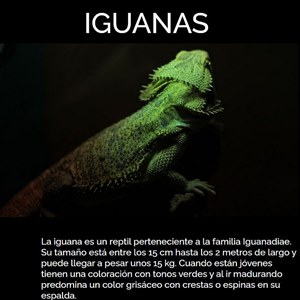 IGUANAS
La iguana es un reptil perteneciente a la familia Iguanadiae.
Su tamaño está entre los 15 cm hasta los 2 metros de largo y
puede llegar a pesar unos 15 kg. Cuando están jóvenes
tienen una coloración con tonos verdes y al ir madurando
predomina un color grisáceo con crestas o espinas en su
espalda.